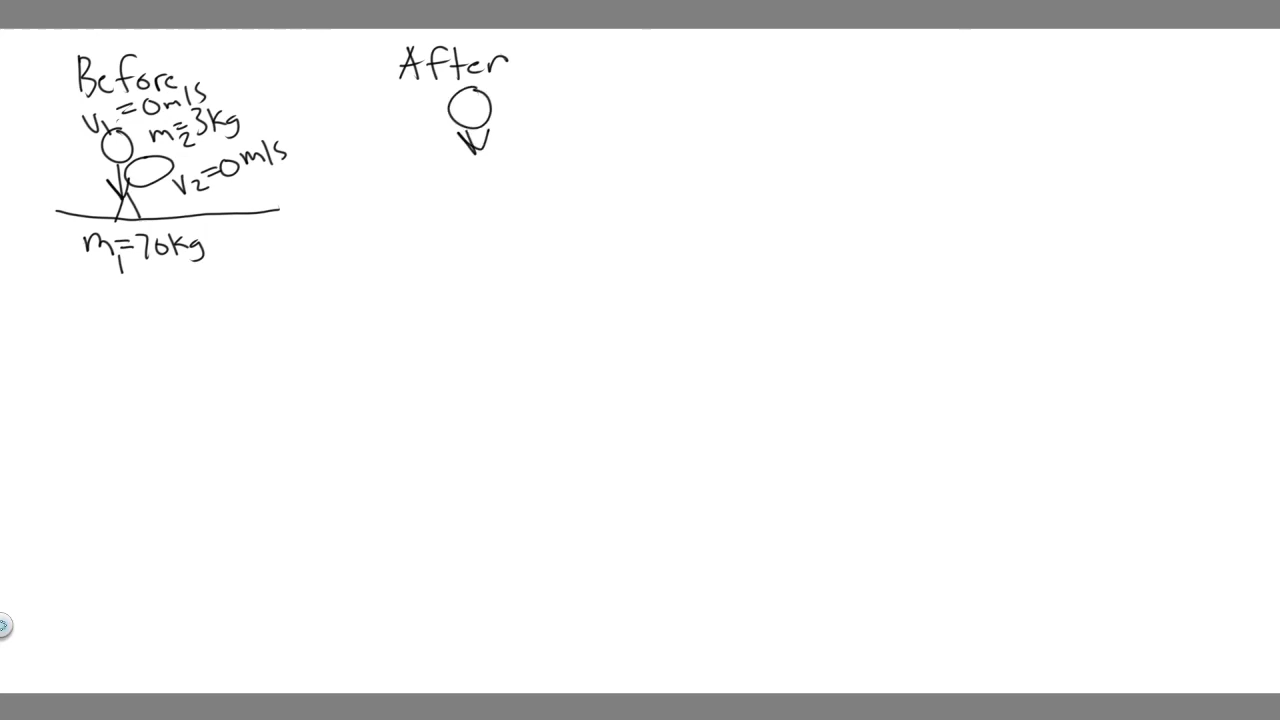 Before
v₁=0m/s
m₂=3kg
v₂=0m/s
m₁=70kg
After